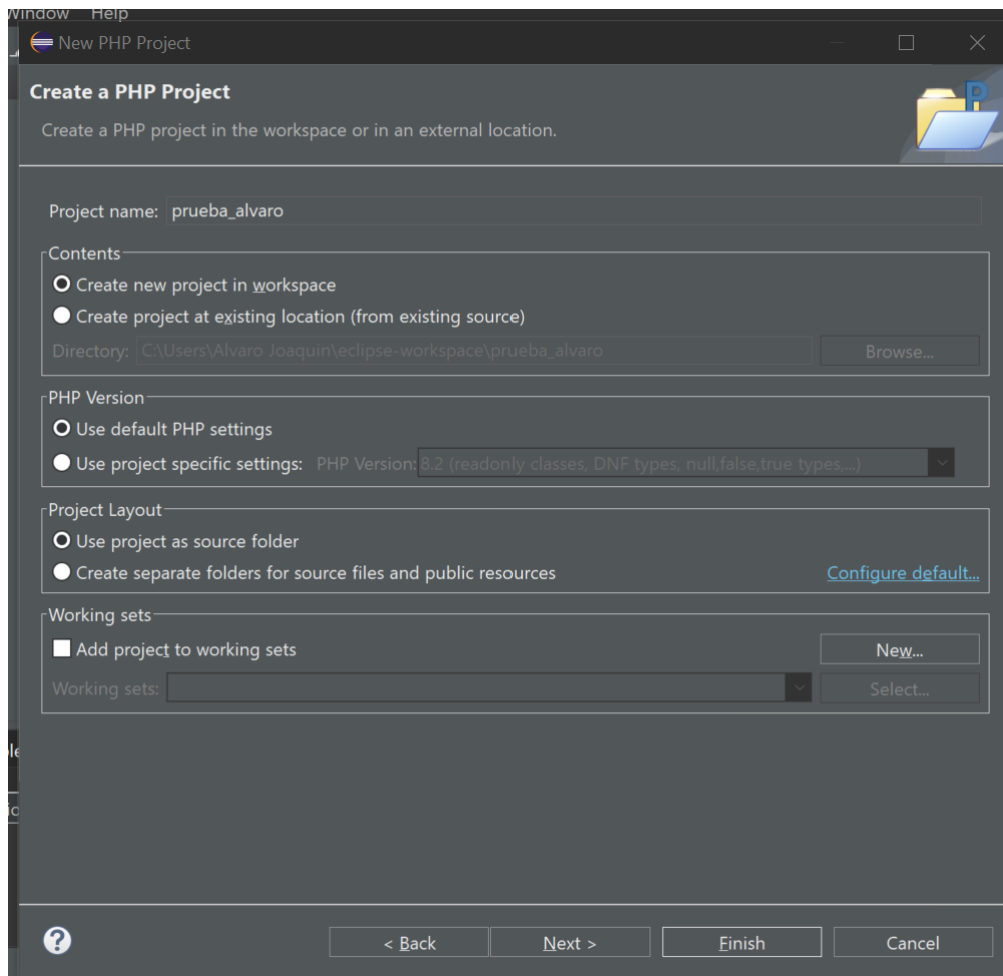 Window Help
New PHP Project
Create a PHP Project
Create a PHP project in the workspace or in an external location.
Project name: prueba_alvaro
Contents
Create new project in workspace
Create project at existing location (from existing source)
Directory: C:\Users\Alvaro Joaquin\eclipse-workspace\prueba_alvaro Browse...
PHP Version
Use default PHP settings
Use project specific settings: PHP Version: 8.2 (readonly classes, DNF types, null,false,true types,...)
Project Layout
Use project as source folder
Create separate folders for source files and public resources Configure default...
Working sets
Add project to working sets New...
Working sets: Select...
? < Back Next > Finish Cancel